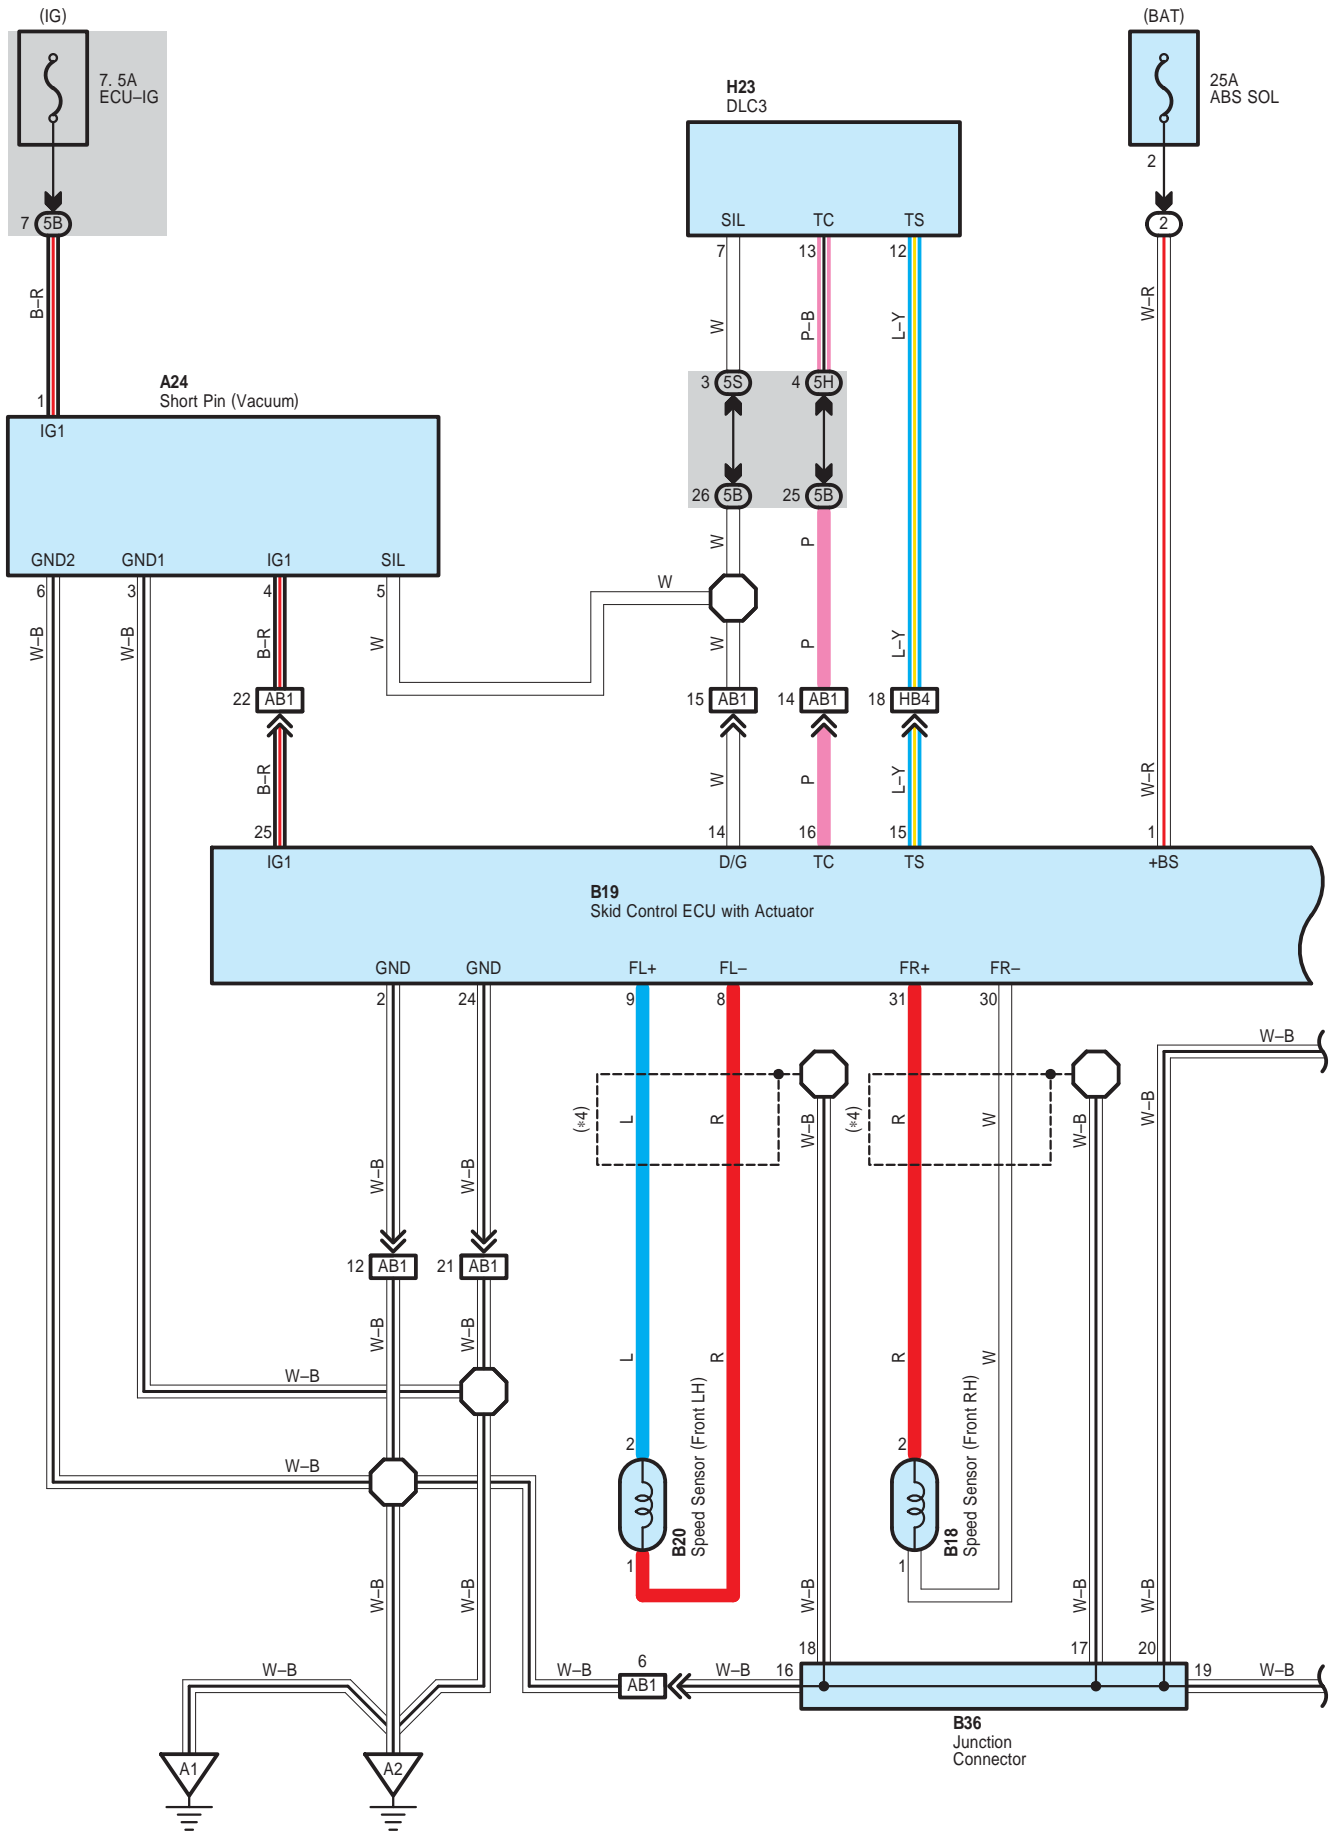 (IG)
7. 5A
ECU–IG
7 5B
B–R
1
A24
Short Pin (Vacuum)
IG1
GND2 GND1 IG1 SIL
6 3 4 5
W–B W–B B–R W
W
22 AB1
B–R
H23
DLC3
SIL TC TS
7 13 12
W P–B L–Y
3 5S 4 5H
26 5B 25 5B
W P
W P L–Y
15 AB1 14 AB1 18 HB4
W P L–Y
(BAT)
25A
ABS SOL
2
2
W–R
W–R
25 14 16 15 1
IG1 D/G TC TS +BS
B19
Skid Control ECU with Actuator
GND GND FL+ FL– FR+ FR–
2 24 9 8 31 30
W–B
(∗4) L R W–B (∗4) R W W–B W–B
W–B W–B
12 AB1 21 AB1
W–B W–B L R R W
W–B
W–B
2 2
B20
Speed Sensor (Front LH)
B18
Speed Sensor (Front RH)
1 1
W–B W–B W–B W–B W–B
18 17 20
W–B W–B 6 AB1 W–B 16 19 W–B
B36
Junction
Connector
A1 A2